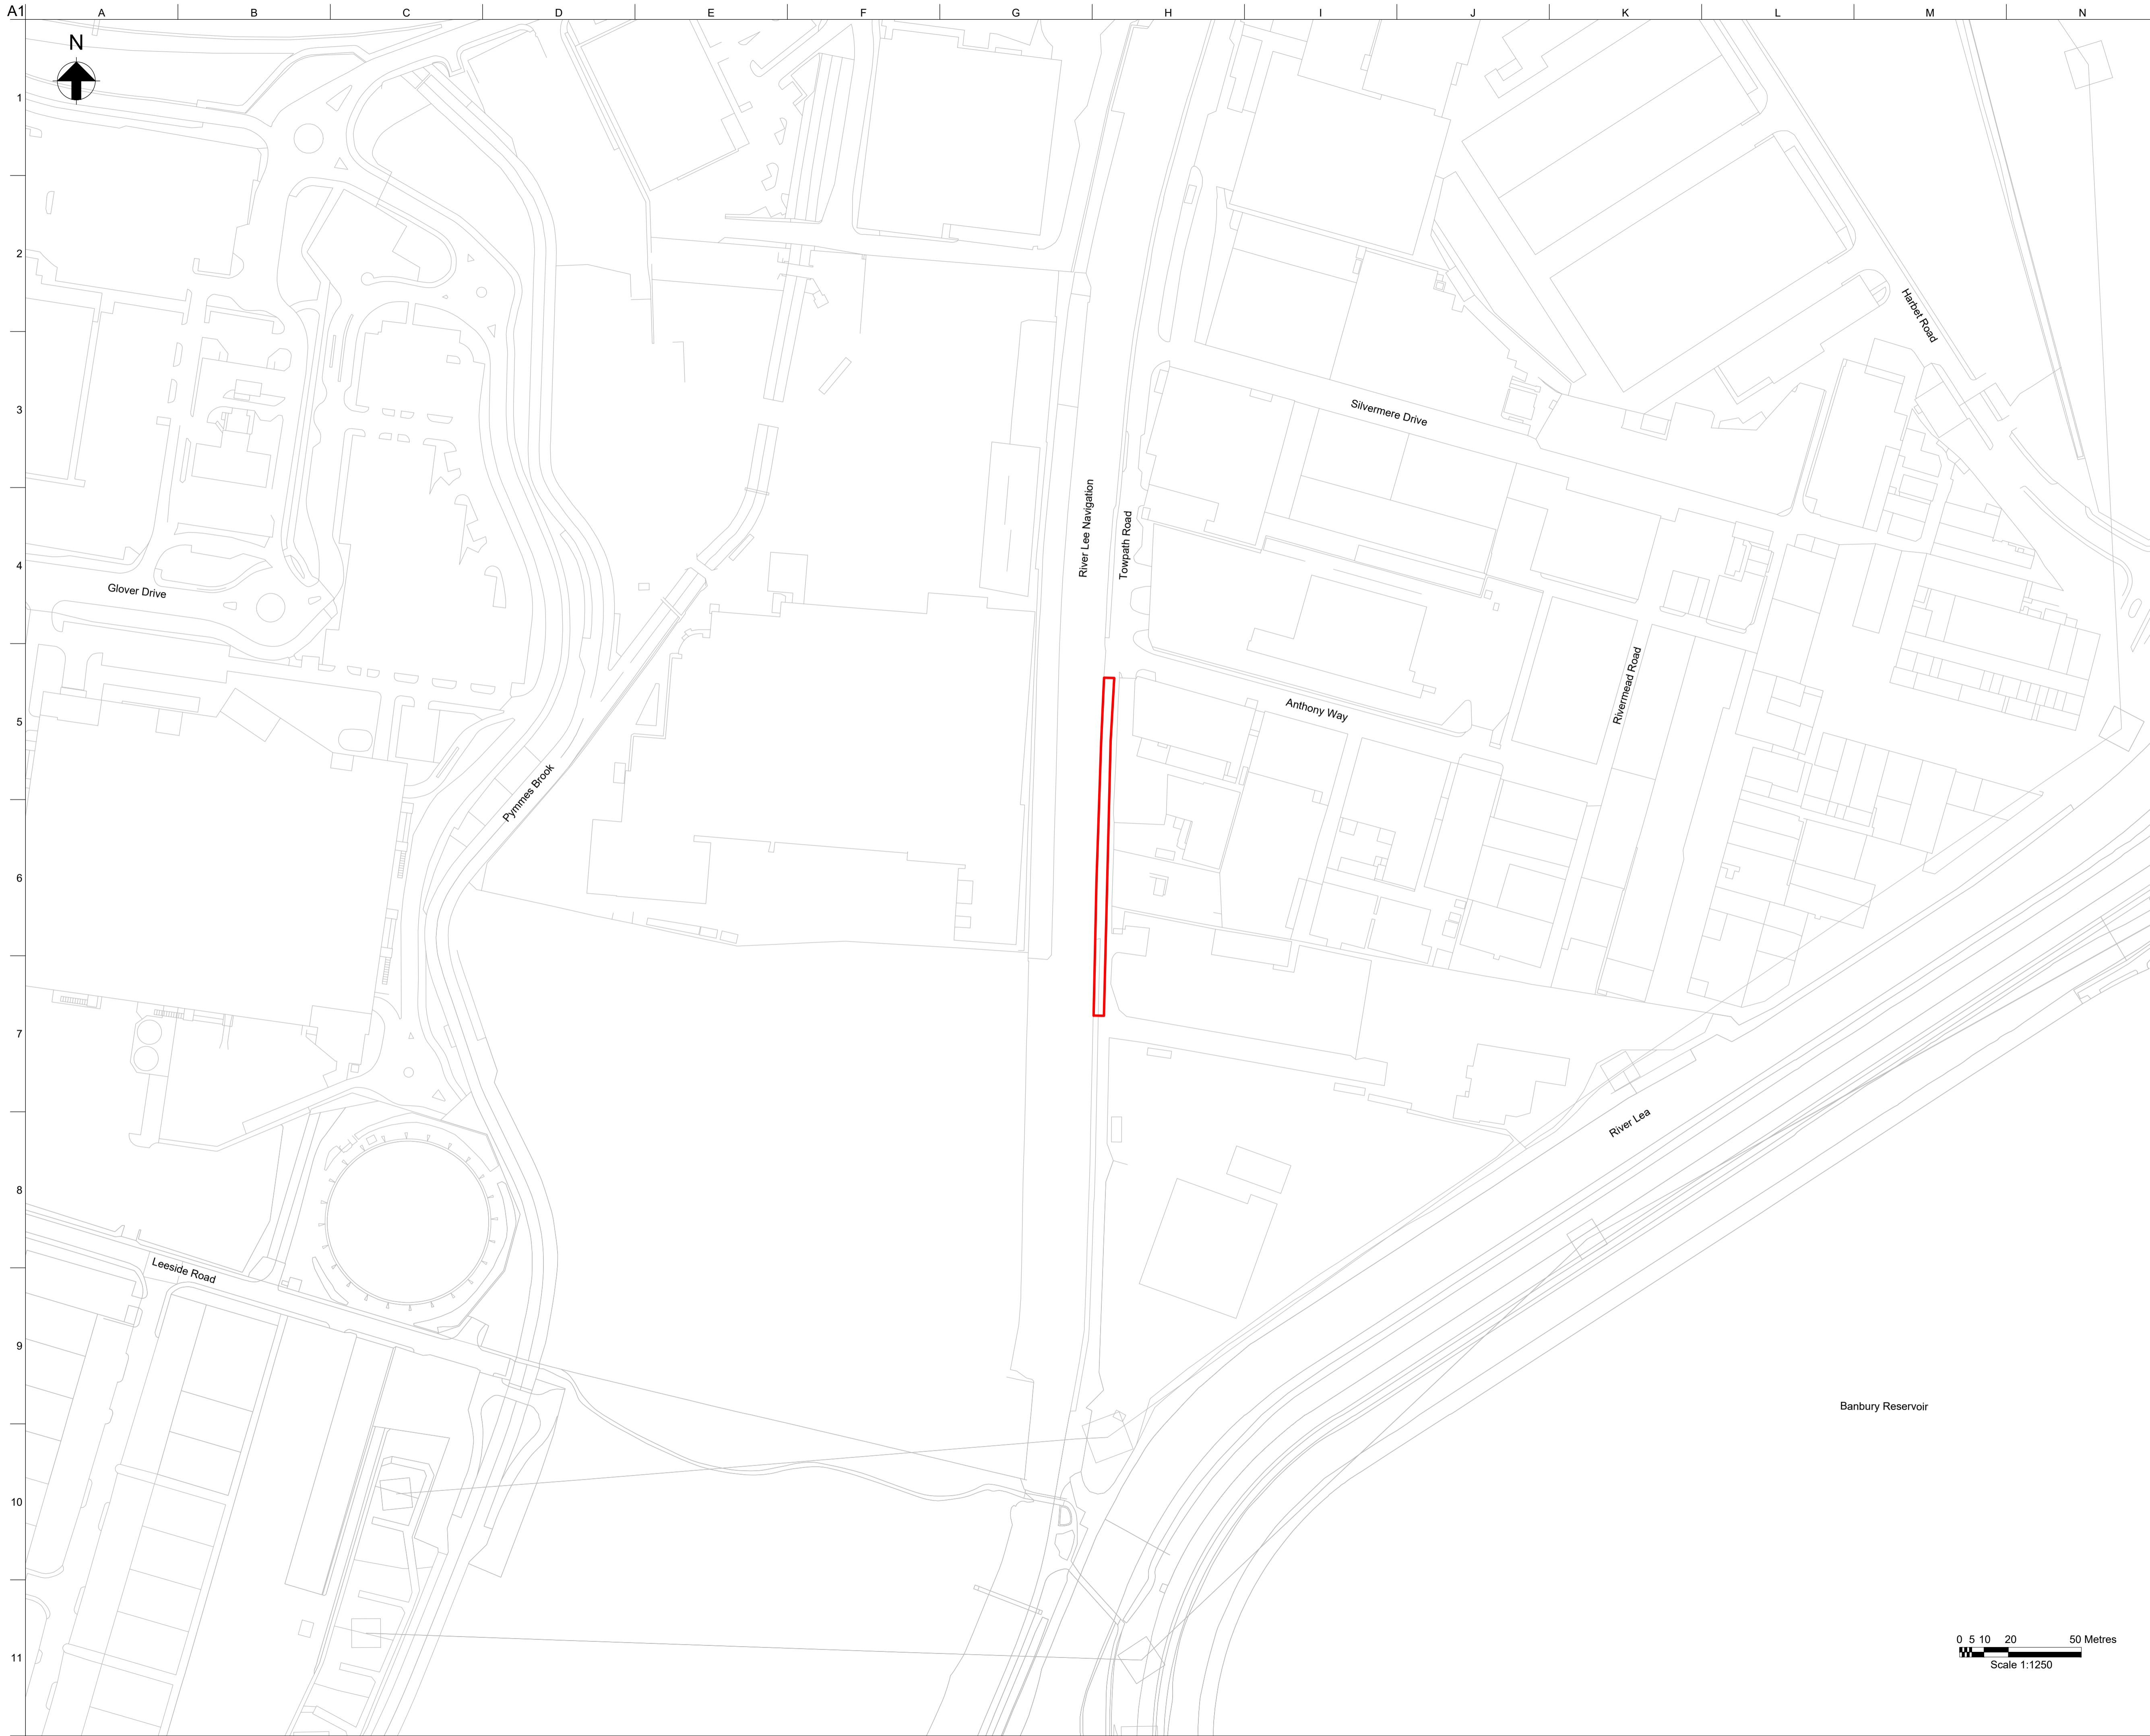 A1
A B C D E F G H I J K L M N
N
1
2
Harbet Road
3
Silvermere Drive
River Lee Navigation
Towpath Road
4
Glover Drive
Rivermead Road
5
Anthony Way
Pymmes Brook
6
7
River Lea
8
Leeside Road
9
Banbury Reservoir
10
0 5 10 20 50 Metres
11
Scale 1:1250